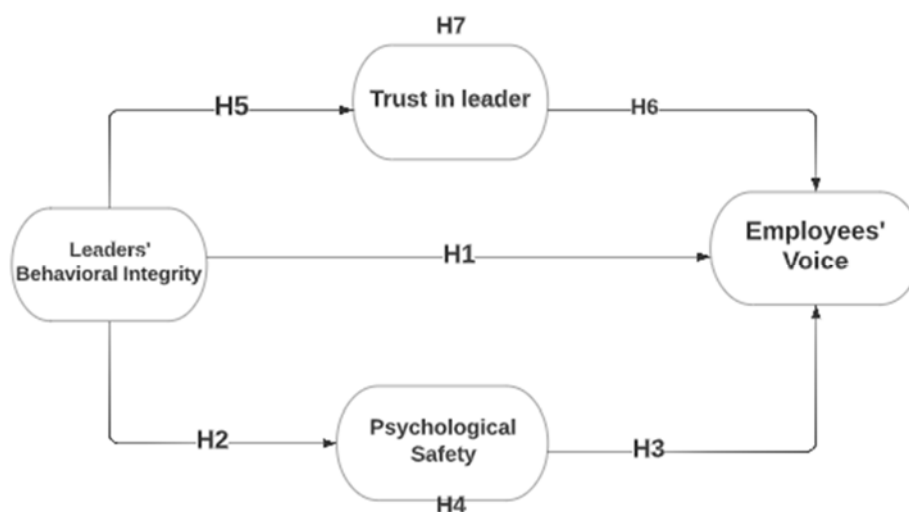 H7
Trust in leader
H5
H6
Leaders'
Behavioral Integrity
H1
Employees'
Voice
H2
Psychological
Safety
H3
H4